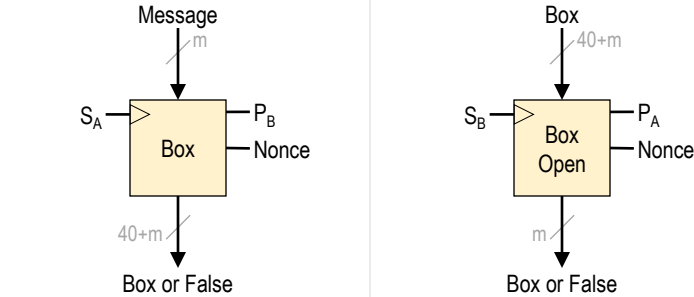 Message
m
S_A
P_B
Box
Nonce
40+m
Box or False
Box
40+m
S_B
P_A
Box
Open
Nonce
m
Box or False